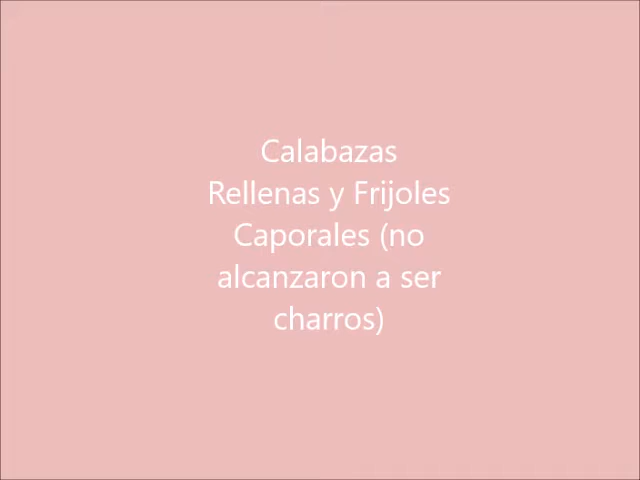 Calabazas
Rellenas y Frijoles
Caporales (no
alcanzaron a ser
charros)